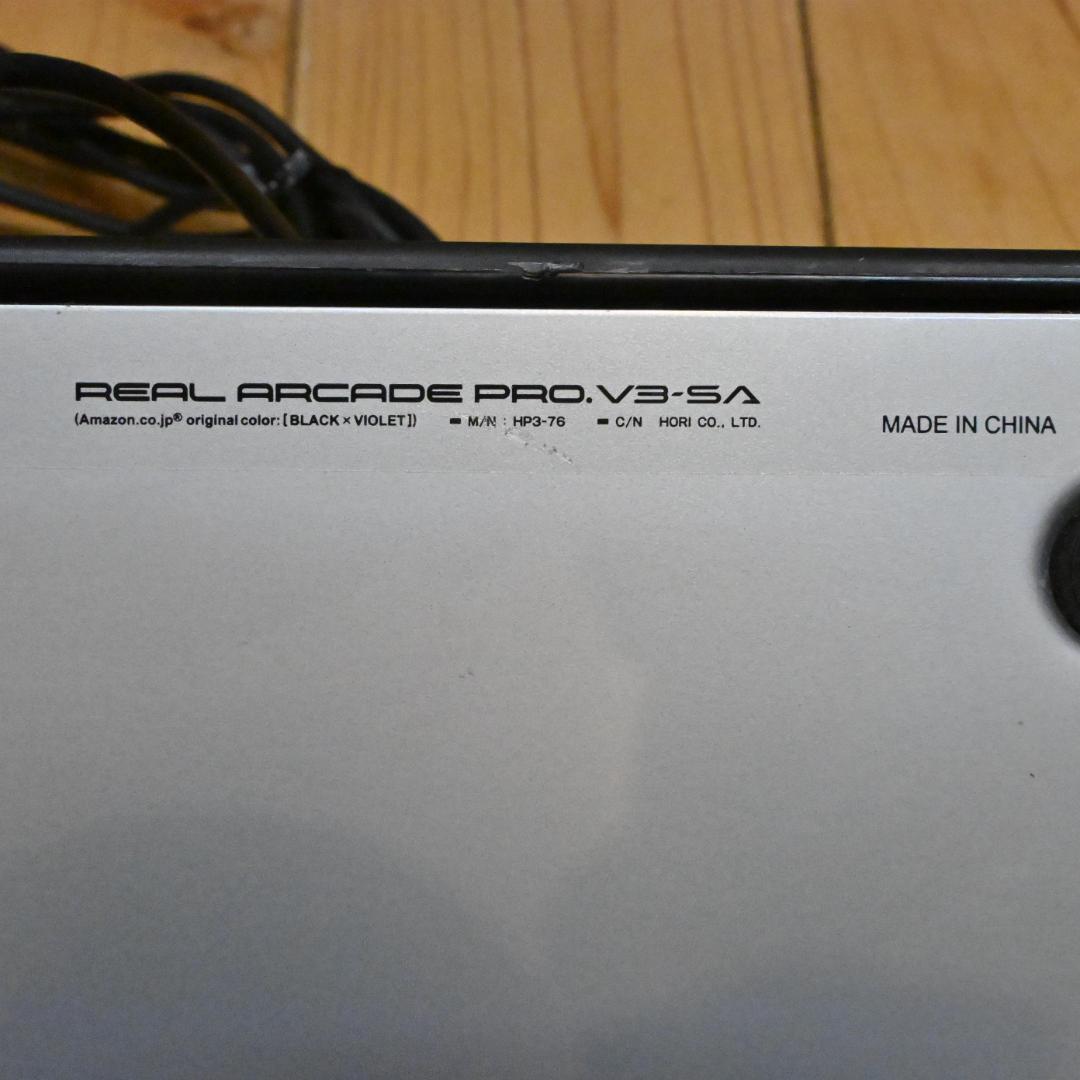 REAL ARCADE PRO.V3-SA
(Amazon.co.jp® original color:[BLACK×VIOLET]) ▬ M/N : HP3-76 ▬ C/N HORI CO., LTD.
MADE IN CHINA